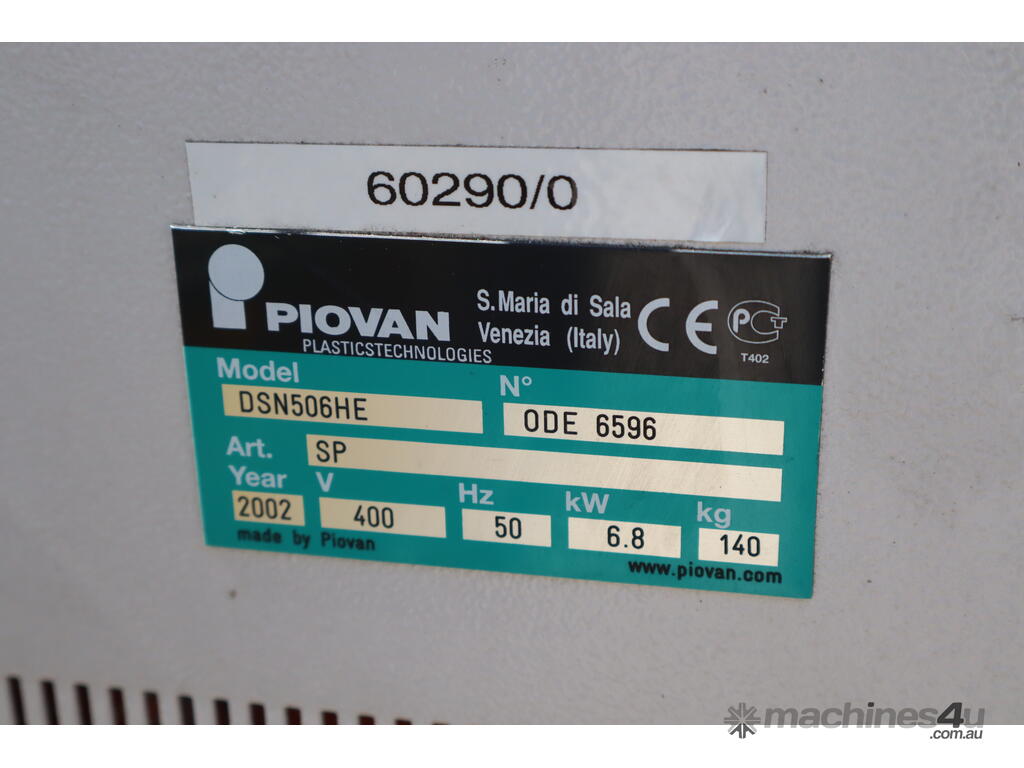 60290/0
PIOVAN
PLASTICSTECHNOLOGIES
S.Maria di Sala
Venezia (Italy)
CE
PCT
T402
Model
DSN506HE
N°
ODE 6596
Art.
SP
Year
2002
V
400
Hz
50
kW
6.8
kg
140
made by Piovan
www.piovan.com
machines4u
.com.au